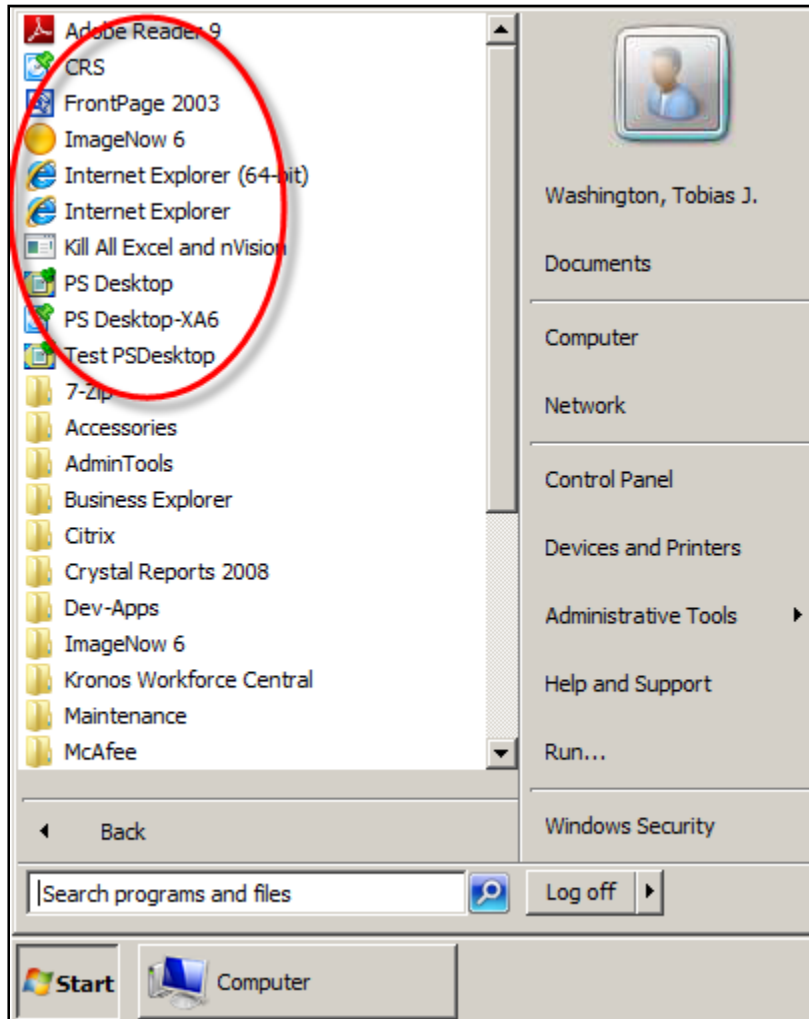 Adobe Reader 9
CRS
FrontPage 2003
ImageNow 6
Internet Explorer (64-bit)
Internet Explorer
Kill All Excel and nVision
PS Desktop
PS Desktop-XA6
Test PSDesktop
7-Zip
Accessories
AdminTools
Business Explorer
Citrix
Crystal Reports 2008
Dev-Apps
ImageNow 6
Kronos Workforce Central
Maintenance
McAfee
Back
Search programs and files
Washington, Tobias J.
Documents
Computer
Network
Control Panel
Devices and Printers
Administrative Tools
Help and Support
Run...
Windows Security
Log off
Start
Computer